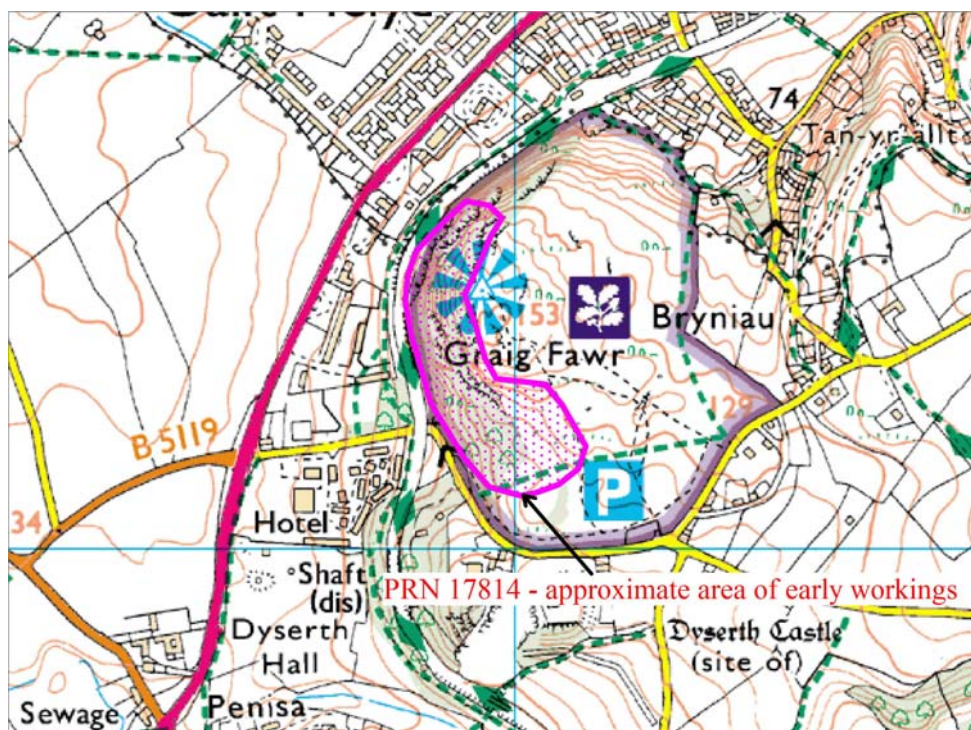 74
Tan-yr-allt
153
Bryniau
Graig Fawr
129
B 5119
P
34
Hotel
Shaft
(dis)
PRN 17814 - approximate area of early workings
Dyserth
Hall
Dyserth Castle
(site of)
Sewage
Penisa